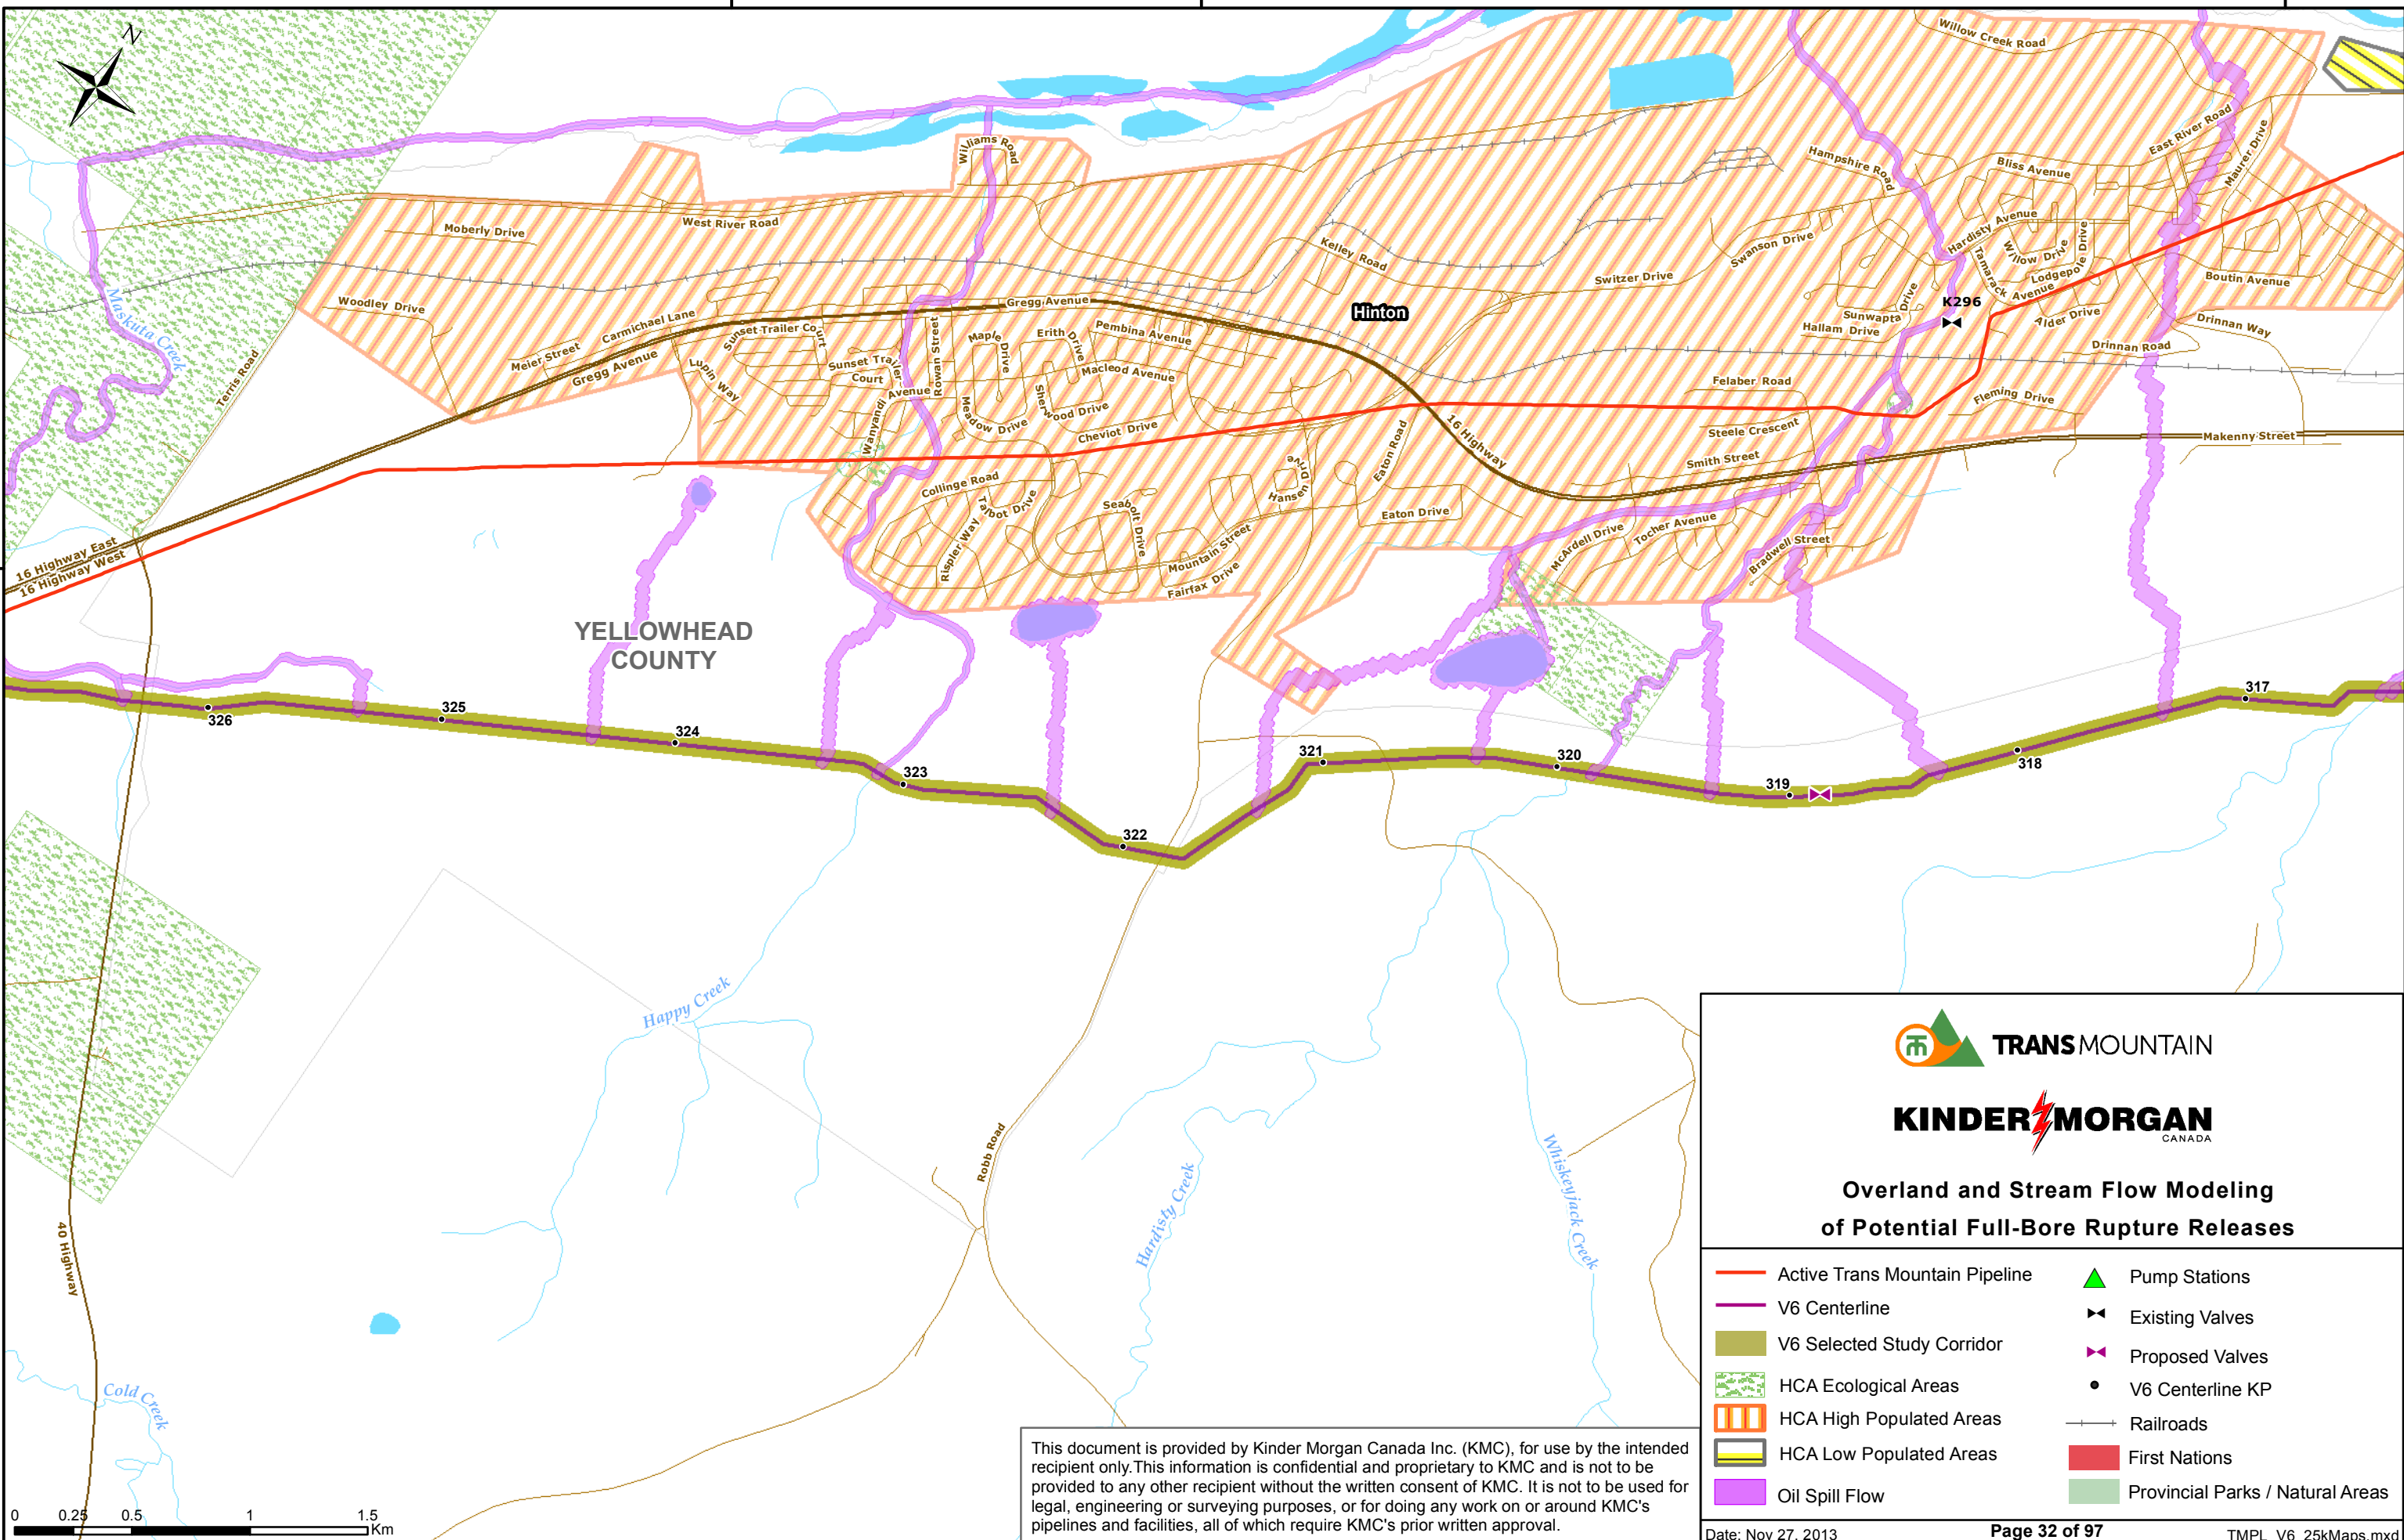 N
Willow Creek Road
Williams Road
Hampshire Road
Bliss Avenue
East River Road
Maurer Drive
Moberly Drive
West River Road
Kelley Road
Swanson Drive
Switzer Drive
Hardisty Avenue
Willow Drive
Tamarack Avenue
Lodgepole Drive
Boutin Avenue
Maskuta Creek
Woodley Drive
Carmichael Lane
Gregg Avenue
Hinton
K296
Sunwapta Drive
Hallam Drive
Alder Drive
Drinnan Way
Drinnan Road
Meier Street
Gregg Avenue
Sunset Trailer Court
Sunset Trailer
Court
Lupin Way
Rowan Street
Maple Drive
Erith Drive
Pembina Avenue
Macleod Avenue
Sherwood Drive
Meadow Drive
Cheviot Drive
Wanyandi Avenue
Terris Road
Felaber Road
Fleming Drive
Steele Crescent
Smith Street
Makenny Street
16 Highway
Eaton Road
Hansen Drive
Eaton Drive
Collinge Road
Talbot Drive
Seabolt Drive
Rispler Way
Mountain Street
Fairfax Drive
McArdell Drive
Tocher Avenue
Bradwell Street
16 Highway East
16 Highway West
YELLOWHEAD
COUNTY
326
325
324
323
322
321
320
319
318
317
Happy Creek
Robb Road
Hardisty Creek
Whiskeyjack Creek
40 Highway
Cold Creek
0 0.25 0.5 1 1.5
Km
This document is provided by Kinder Morgan Canada Inc. (KMC), for use by the intended
recipient only.This information is confidential and proprietary to KMC and is not to be
provided to any other recipient without the written consent of KMC. It is not to be used for
legal, engineering or surveying purposes, or for doing any work on or around KMC's
pipelines and facilities, all of which require KMC's prior written approval.
TRANSMOUNTAIN
KINDER MORGAN
CANADA
Overland and Stream Flow Modeling
of Potential Full-Bore Rupture Releases
Active Trans Mountain Pipeline
V6 Centerline
V6 Selected Study Corridor
HCA Ecological Areas
HCA High Populated Areas
HCA Low Populated Areas
Oil Spill Flow
Pump Stations
Existing Valves
Proposed Valves
V6 Centerline KP
Railroads
First Nations
Provincial Parks / Natural Areas
Date: Nov 27, 2013
Page 32 of 97
TMPL_V6_25kMaps.mxd